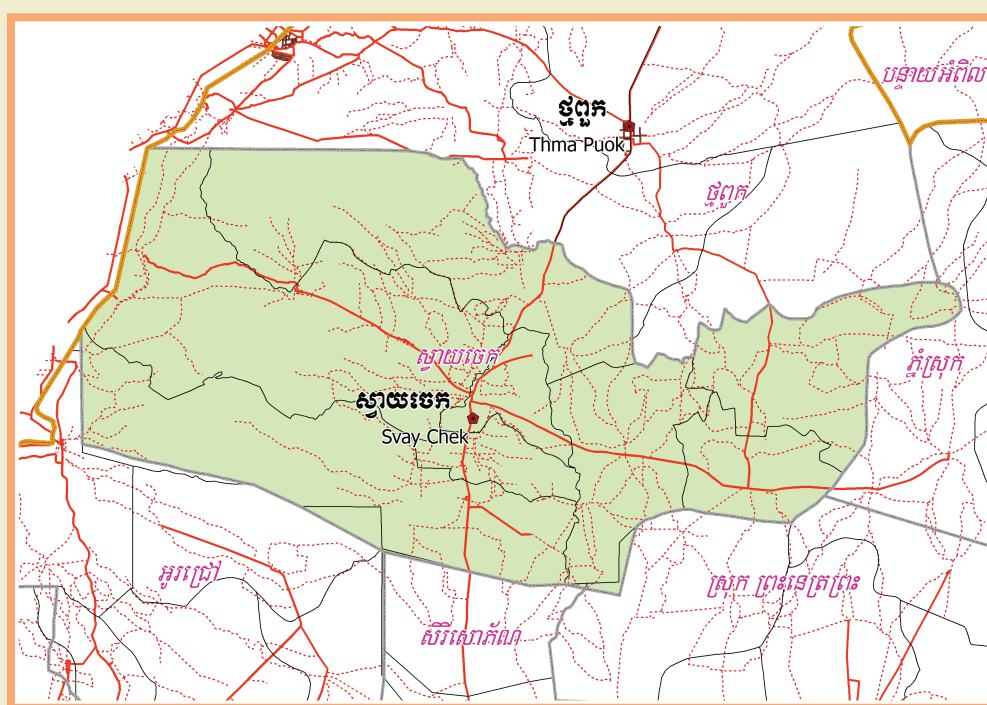 បន្ទាយអំពិល
ថ្មពួក
Thma Puok
ថ្មពួក
ស្វាយចេក
ភ្នំស្រុក
ស្វាយចេក
Svay Chek
អូរជ្រៅ
ស្រុក ព្រះនេត្រព្រះ
សិរីសោភ័ណ